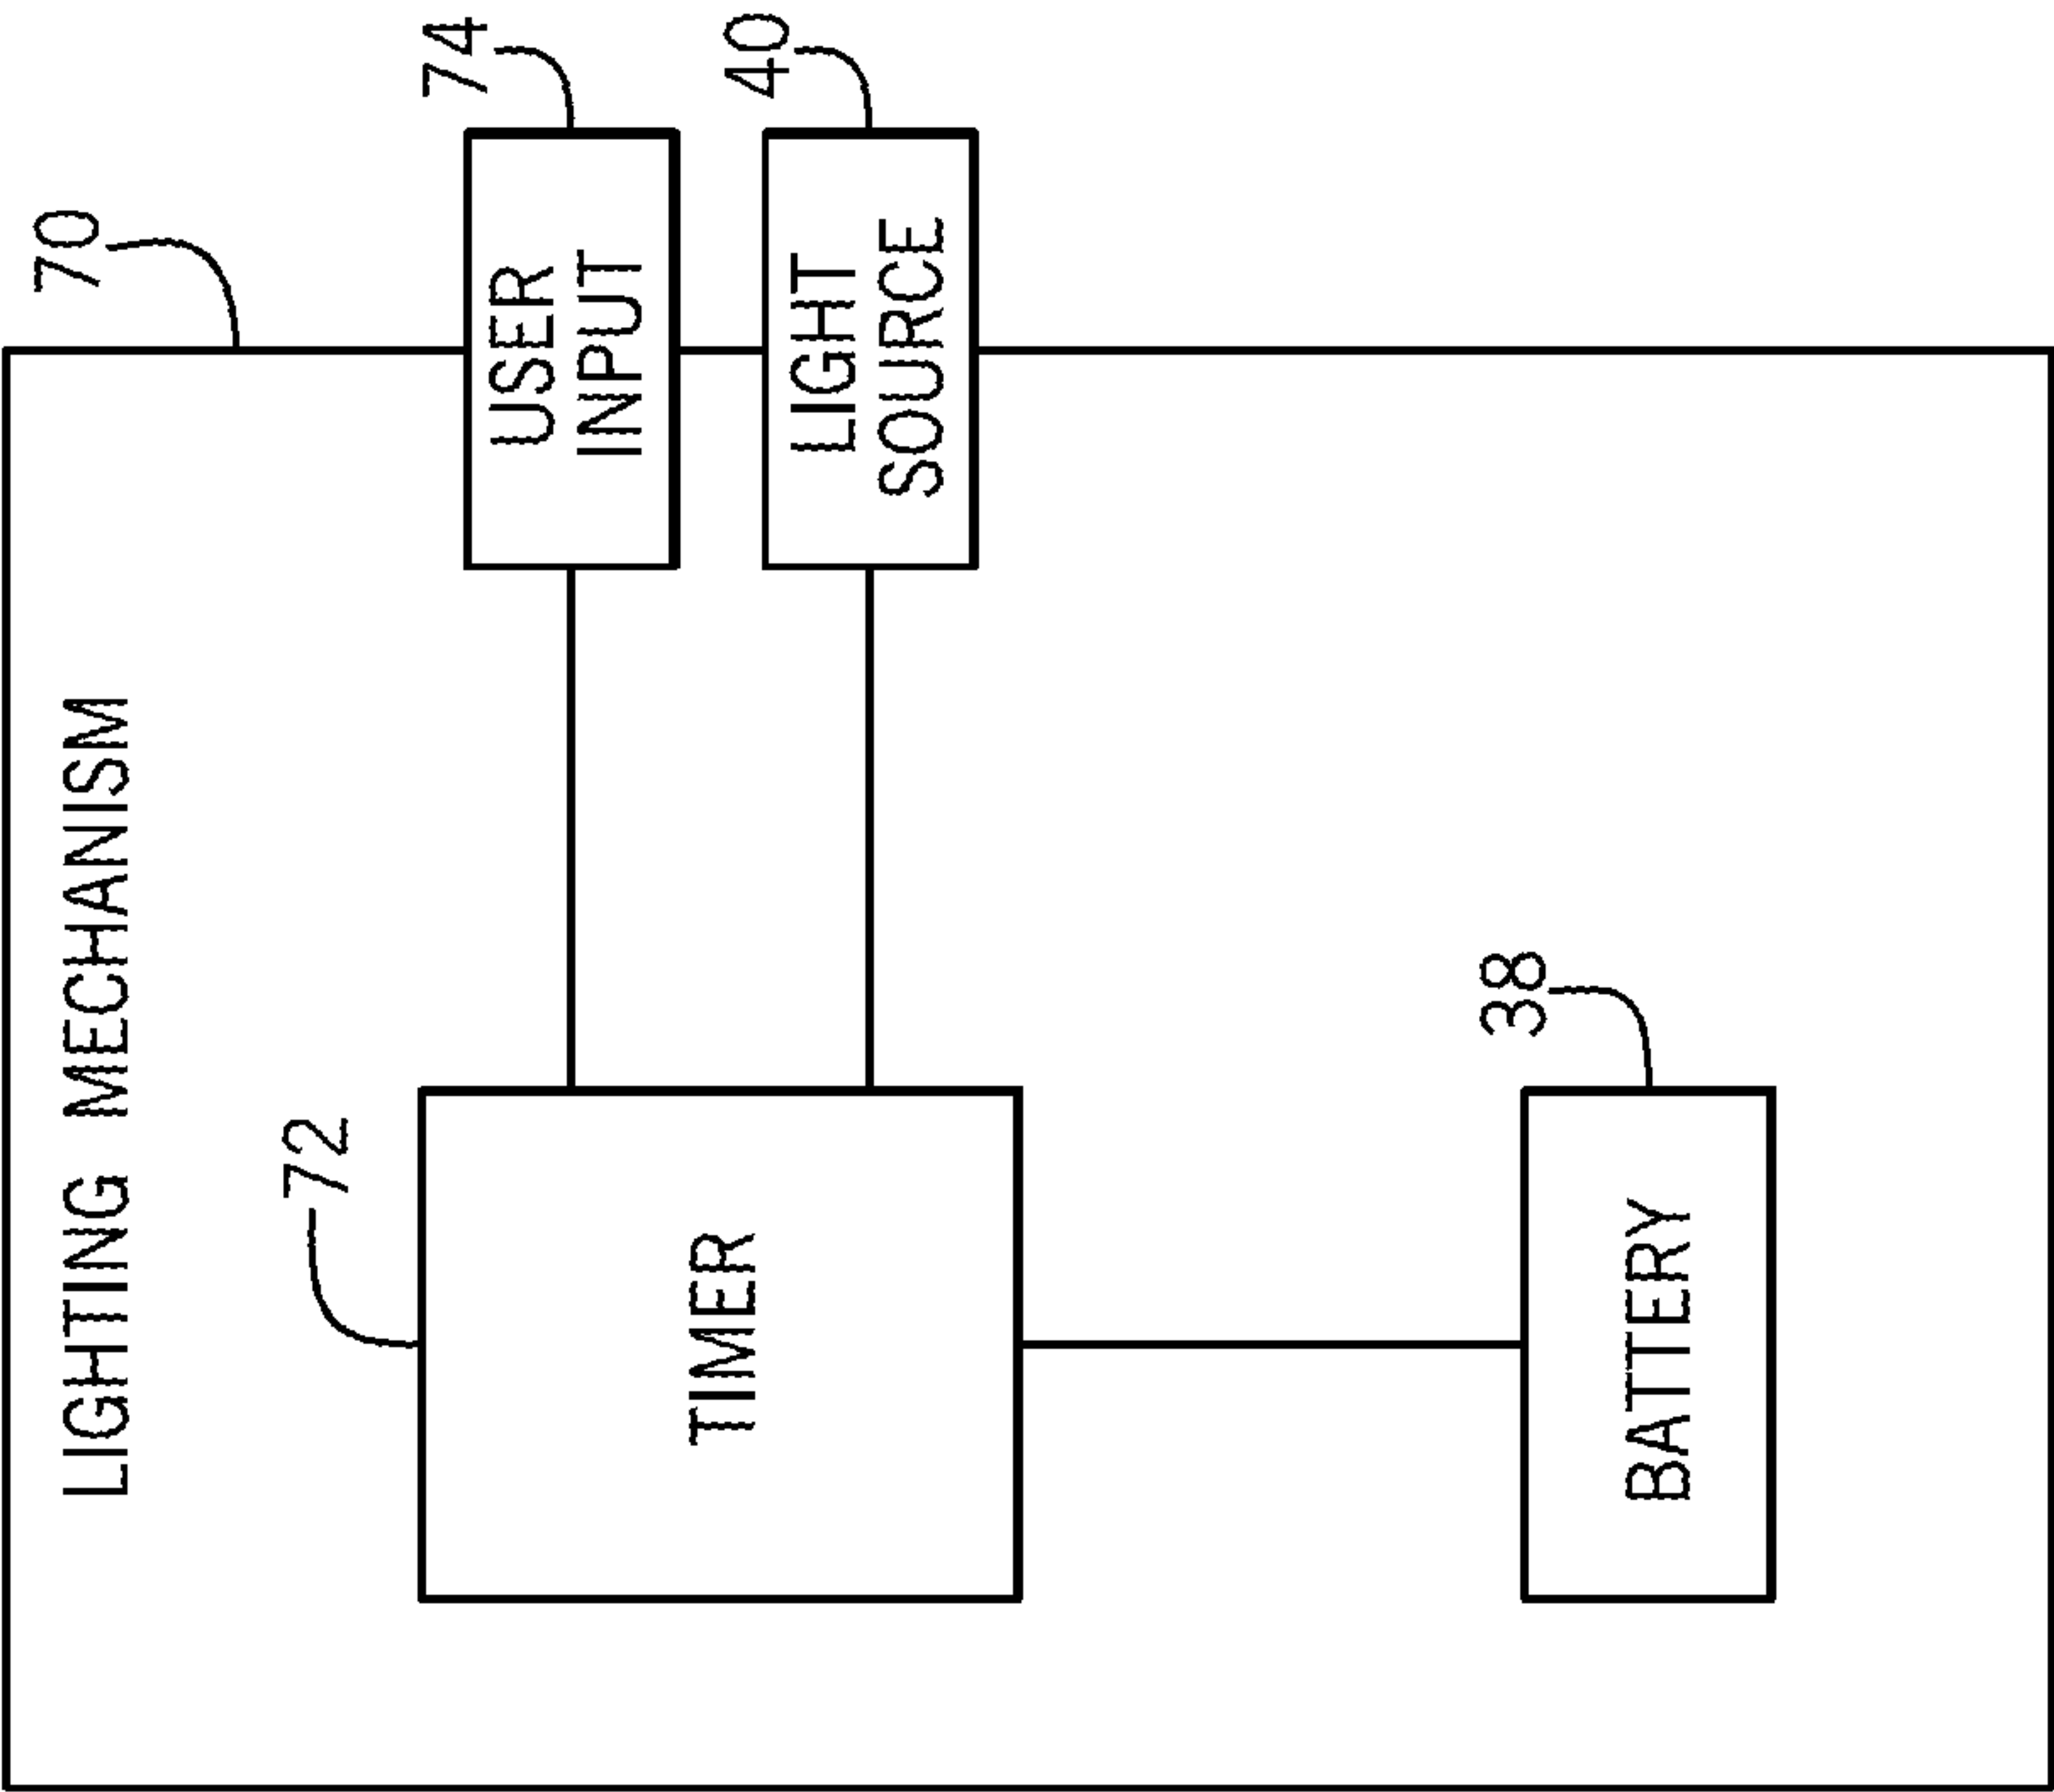 LIGHTING MECHANISM
70
72
74
USER
INPUT
TIMER
40
LIGHT
SOURCE
38
BATTERY